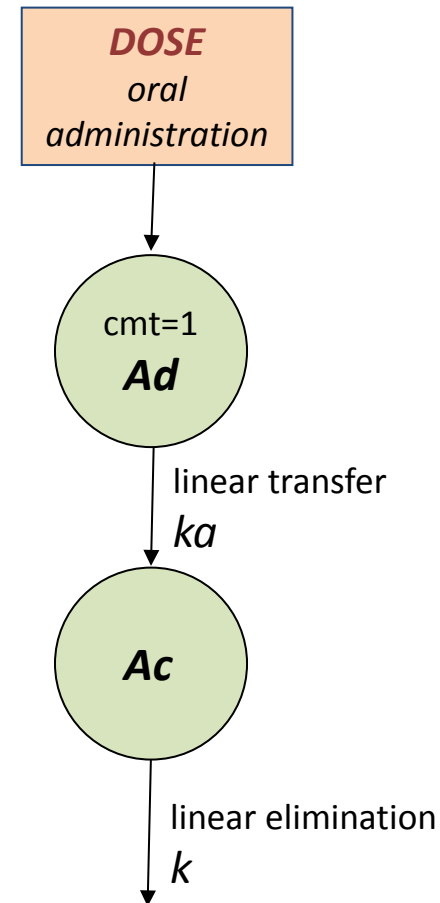 DOSE
oral
administration
cmt=1
Ad
linear transfer
ka
Ac
linear elimination
k